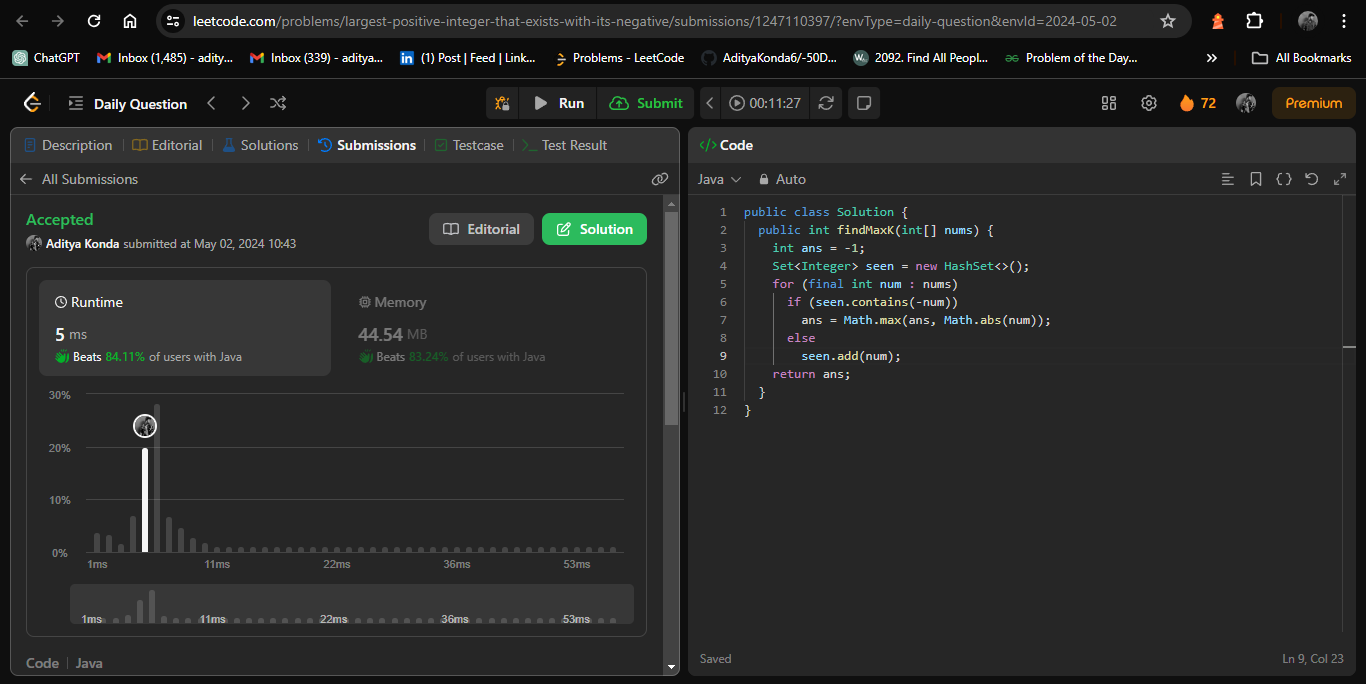 leetcode.com/problems/largest-positive-integer-that-exists-with-its-negative/submissions/1247110397/?envType=daily-question&envId=2024-05-02
ChatGPT Inbox (1,485) - adity... Inbox (339) - aditya... (1) Post | Feed | Link... Problems - LeetCode AdityaKonda6/-50D... 2092. Find All Peopl... Problem of the Day,... » All Bookmarks
Daily Question Run Submit 00:11:27 72 Premium
Description Editorial Solutions Submissions Testcase Test Result
All Submissions
Accepted
Aditya Konda submitted at May 02, 2024 10:43
Editorial Solution
Runtime
5 ms
Beats 84.11% of users with Java
Memory
44.54 MB
Beats 83.24% of users with Java
30%
20%
10%
0%
1ms 11ms 22ms 36ms 53ms
1ms 11ms 22ms 36ms 53ms
Code | Java
</> Code
Java Auto
1 public class Solution {
2 public int findMaxK(int[] nums) {
3 int ans = -1;
4 Set<Integer> seen = new HashSet<>();
5 for (final int num : nums)
6 if (seen.contains(-num))
7 ans = Math.max(ans, Math.abs(num));
8 else
9 seen.add(num);
10 return ans;
11 }
12 }
Saved Ln 9, Col 23